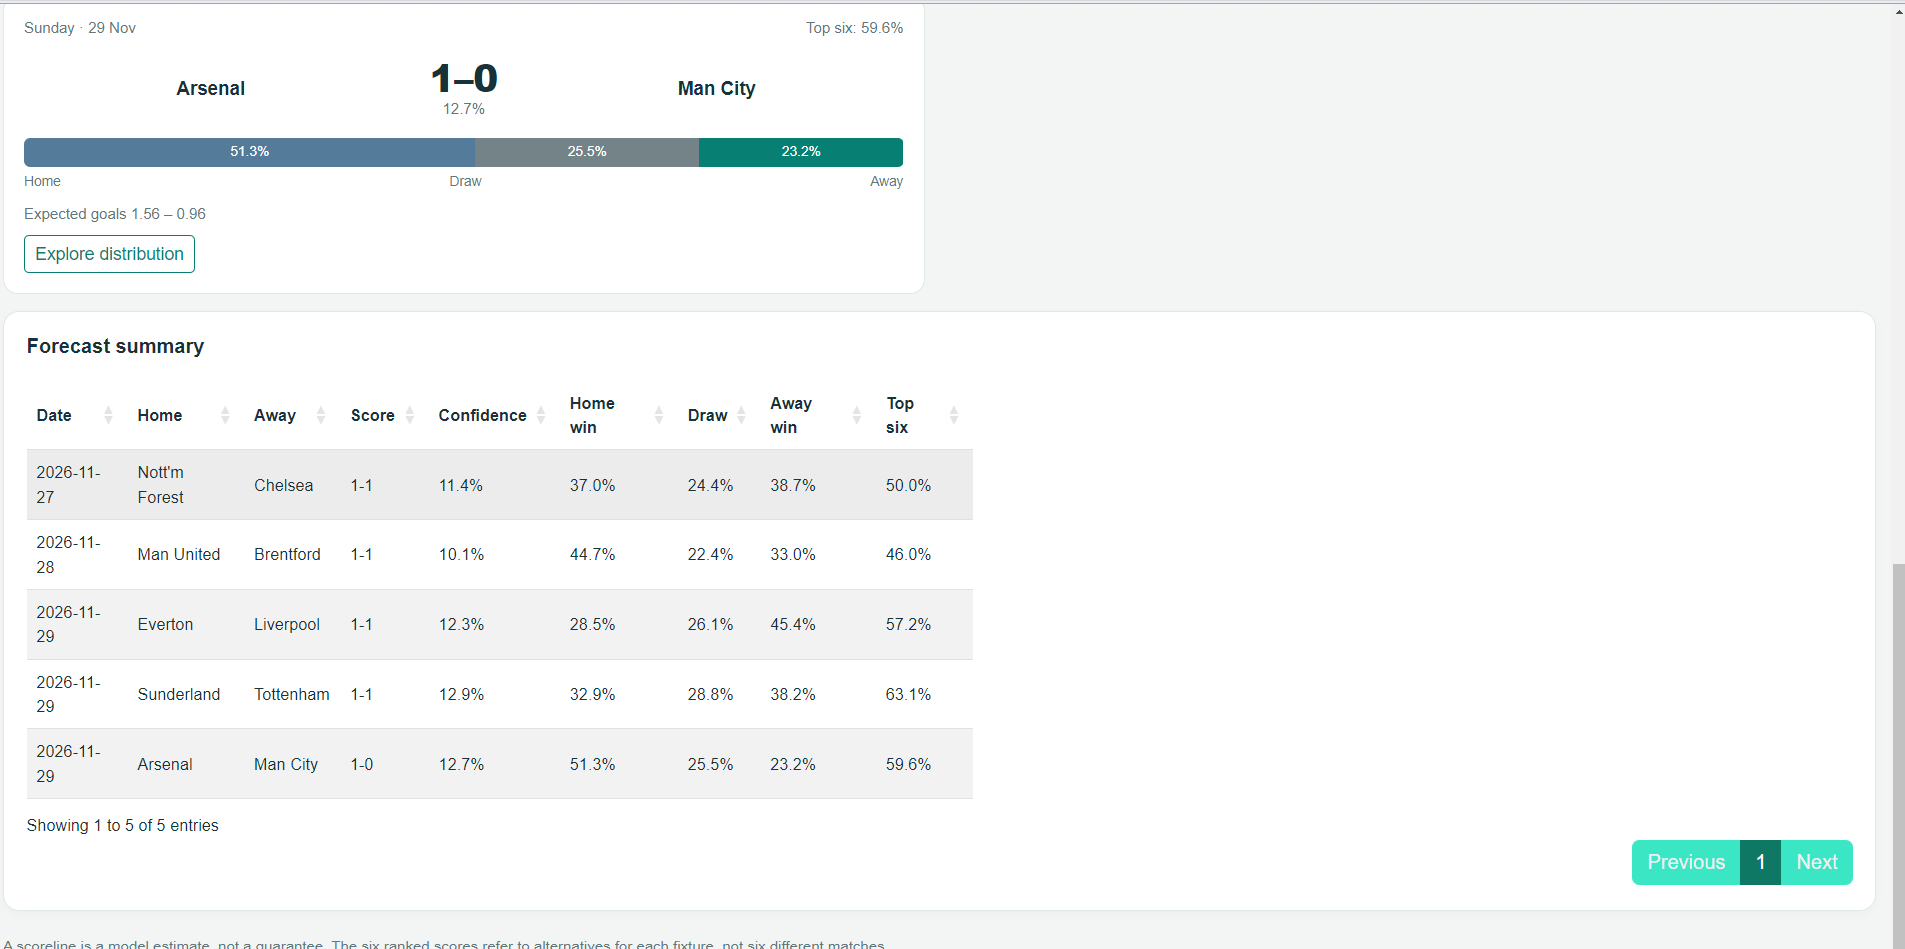 Sunday · 29 Nov
Top six: 59.6%
Arsenal
1–0
Man City
12.7%
51.3%
25.5%
23.2%
Home
Draw
Away
Expected goals 1.56 – 0.96
Explore distribution
Forecast summary
Date Home Away Score Confidence Home win Draw Away win Top six
2026-11-27 Nott'm Forest Chelsea 1-1 11.4% 37.0% 24.4% 38.7% 50.0%
2026-11-28 Man United Brentford 1-1 10.1% 44.7% 22.4% 33.0% 46.0%
2026-11-29 Everton Liverpool 1-1 12.3% 28.5% 26.1% 45.4% 57.2%
2026-11-29 Sunderland Tottenham 1-1 12.9% 32.9% 28.8% 38.2% 63.1%
2026-11-29 Arsenal Man City 1-0 12.7% 51.3% 25.5% 23.2% 59.6%
Showing 1 to 5 of 5 entries
Previous 1 Next
A scoreline is a model estimate, not a guarantee. The six ranked scores refer to alternatives for each fixture, not six different matches.